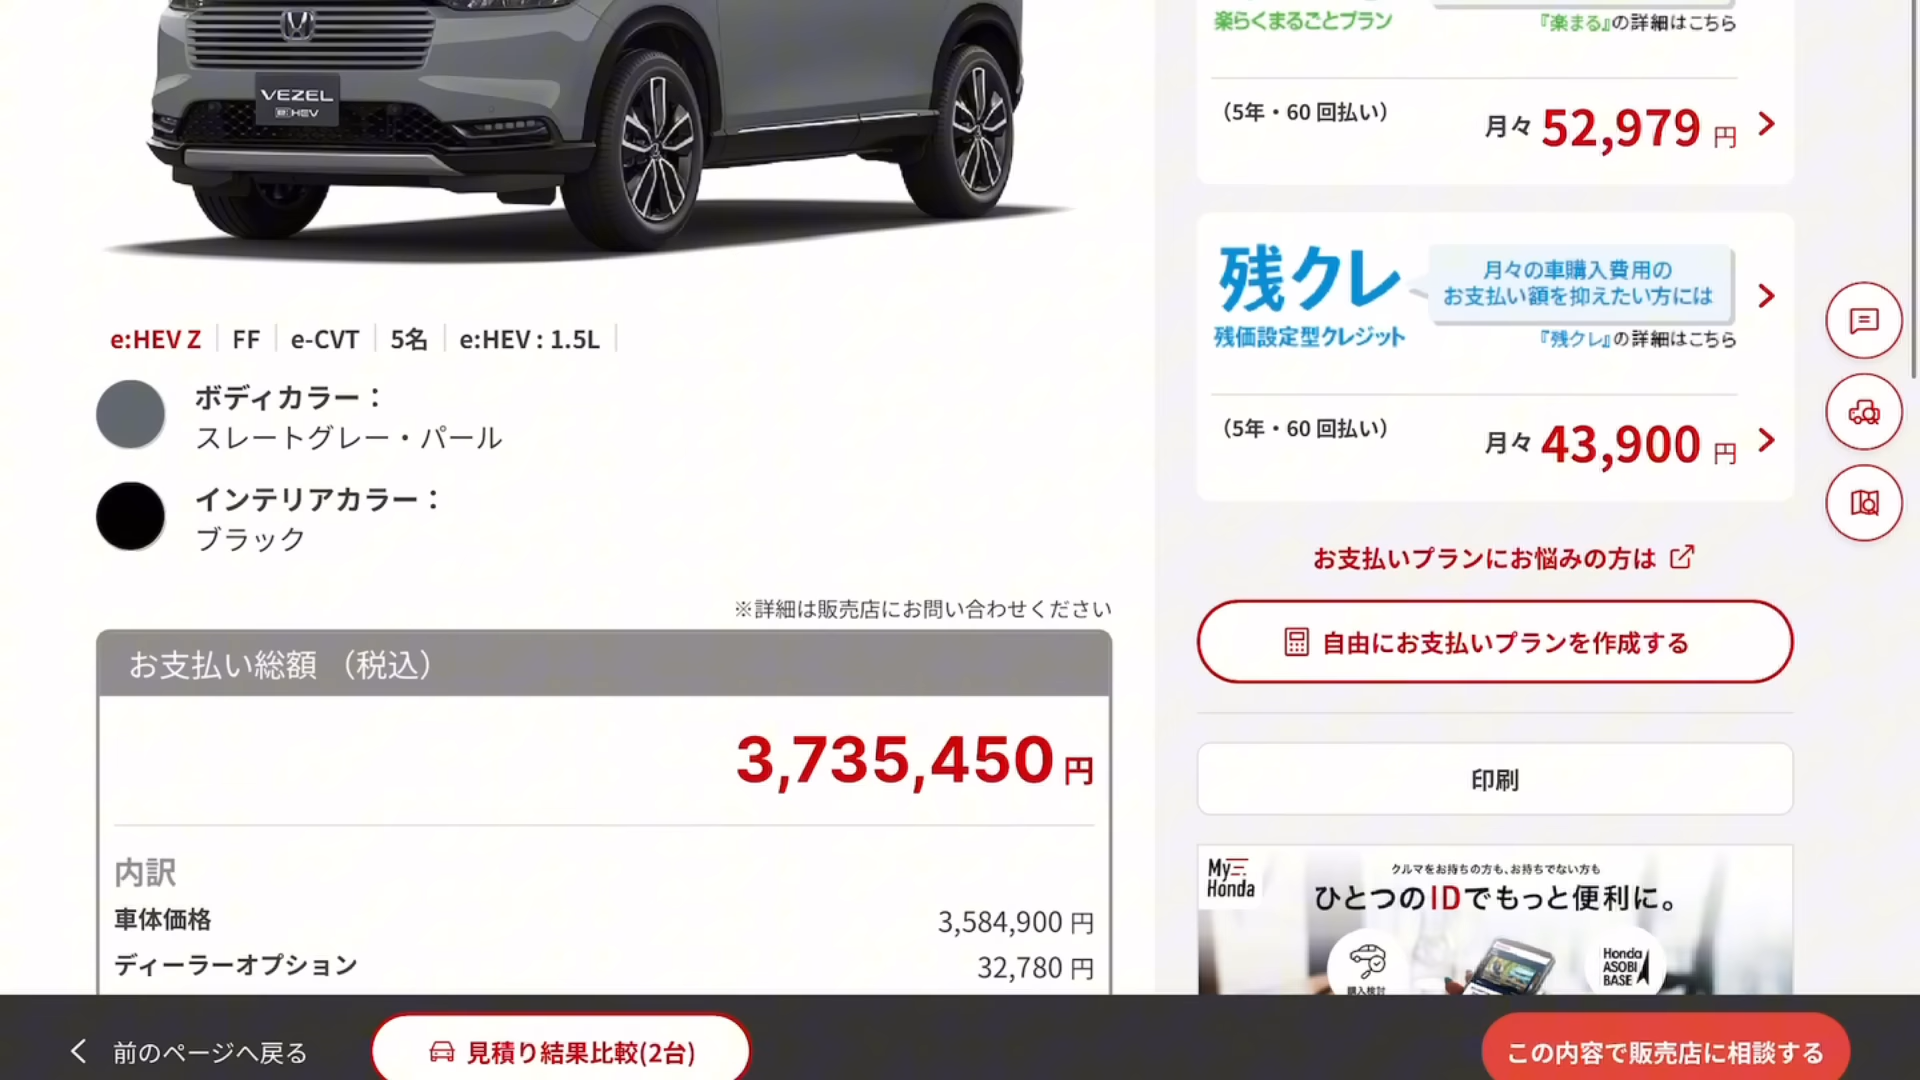 VEZEL
e:HEV
e:HEV Z
FF
e-CVT
5名
e:HEV : 1.5L
ボディカラー：
スレートグレー・パール
インテリアカラー：
ブラック
※詳細は販売店にお問い合わせください
お支払い総額 （税込）
3,735,450 円
内訳
車体価格
3,584,900 円
ディーラーオプション
32,780 円
楽らくまるごとプラン
『楽まる』の詳細はこちら
（5年・60 回払い）
月々 52,979 円
残クレ
残価設定型クレジット
月々の車購入費用の
お支払い額を抑えたい方には
『残クレ』の詳細はこちら
（5年・60 回払い）
月々 43,900 円
お支払いプランにお悩みの方は
自由にお支払いプランを作成する
印刷
My
Honda
クルマをお持ちの方も、お持ちでない方も
ひとつのIDでもっと便利に。
購入検討
Honda
ASOBI
BASE
前のページへ戻る
見積り結果比較(2台)
この内容で販売店に相談する